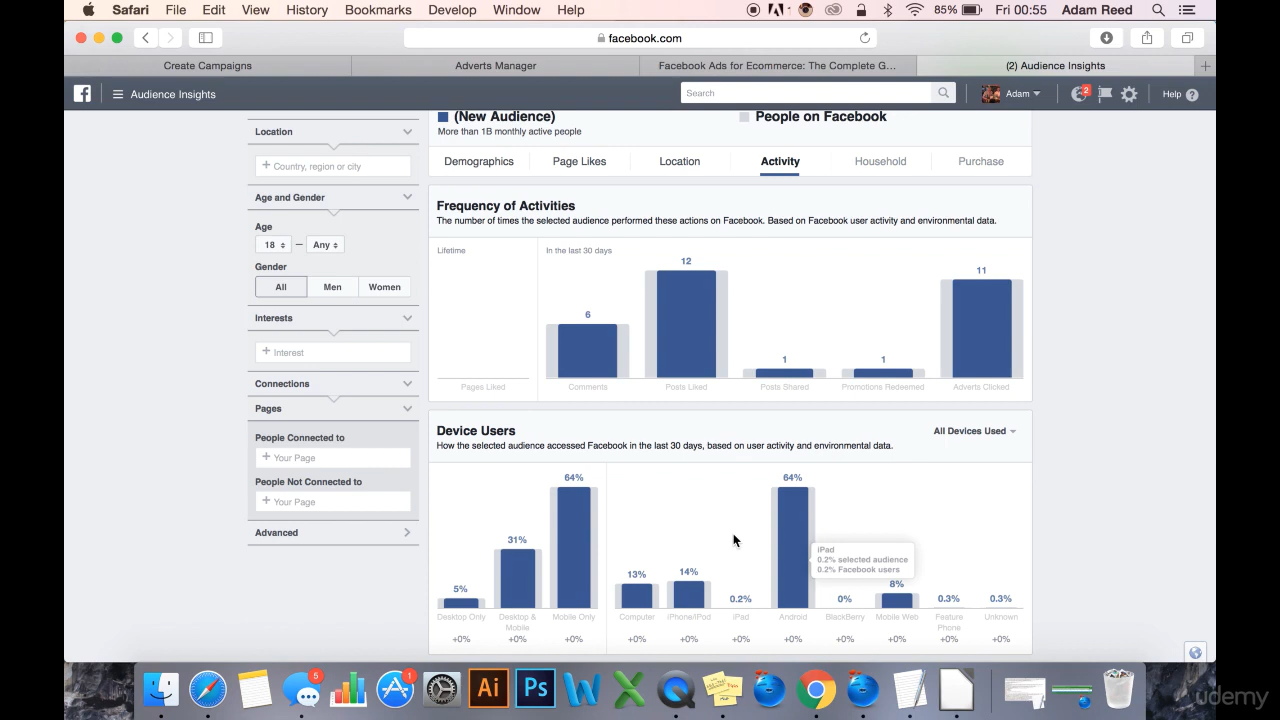 Safari File Edit View History Bookmarks Develop Window Help 85% Fri 00:55 Adam Reed
facebook.com
Create Campaigns Adverts Manager Facebook Ads for Ecommerce: The Complete G... (2) Audience Insights
Audience Insights Search Adam 2 Help
(New Audience) People on Facebook
More than 1B monthly active people
Demographics Page Likes Location Activity Household Purchase
Location
+ Country, region or city
Age and Gender
Age
18 — Any
Gender
All Men Women
Interests
+ Interest
Connections
Pages
People Connected to
+ Your Page
People Not Connected to
+ Your Page
Advanced
Frequency of Activities
The number of times the selected audience performed these actions on Facebook. Based on Facebook user activity and environmental data.
Lifetime In the last 30 days
6 12 1 1 11
Pages Liked Comments Posts Liked Posts Shared Promotions Redeemed Adverts Clicked
Device Users All Devices Used
How the selected audience accessed Facebook in the last 30 days, based on user activity and environmental data.
5% 31% 64% 13% 14% 0.2% 64% 0% 8% 0.3% 0.3%
iPad
0.2% selected audience
0.2% Facebook users
Desktop Only Desktop & Mobile Mobile Only Computer iPhone/iPod iPad Android BlackBerry Mobile Web Feature Phone Unknown
+0% +0% +0% +0% +0% +0% +0% +0% +0% +0% +0%
5 1 Ai Ps
udemy